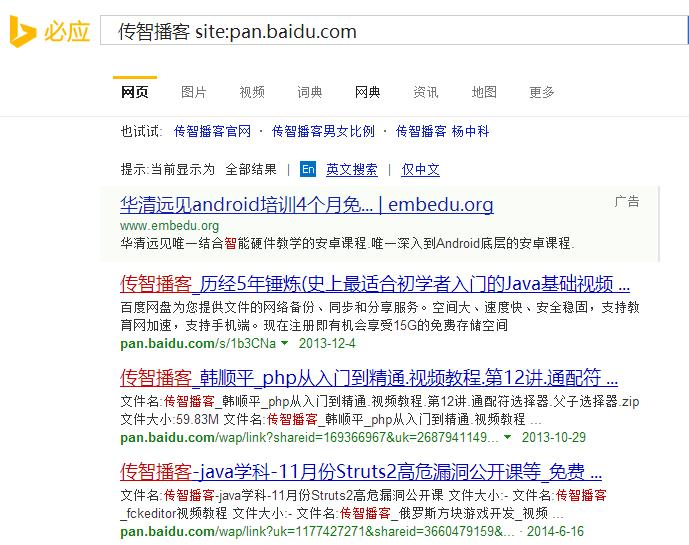 必应
传智播客 site:pan.baidu.com
网页 图片 视频 词典 网典 资讯 地图 更多
也试试: 传智播客官网 · 传智播客男女比例 · 传智播客 杨中科
提示:当前显示为 全部结果 | En 英文搜索 | 仅中文
华清远见android培训4个月免... | embedu.org 广告
www.embedu.org
华清远见唯一结合智能硬件教学的安卓课程.唯一深入到Android底层的安卓课程.
传智播客_历经5年锤炼(史上最适合初学者入门的Java基础视频 ...
百度网盘为您提供文件的网络备份、同步和分享服务。空间大、速度快、安全稳固，支持教
育网加速，支持手机端。现在注册即有机会享受15G的免费存储空间
pan.baidu.com/s/1b3CNa 2013-12-4
传智播客_韩顺平_php从入门到精通.视频教程.第12讲.通配符 ...
文件名:传智播客_韩顺平_php从入门到精通.视频教程.第12讲.通配符选择器.父子选择器.zip
文件大小:59.83M 文件名:传智播客_韩顺平_php从入门到精通.视频教程 ...
pan.baidu.com/wap/link?shareid=169366967&uk=2687941149... 2013-10-29
传智播客-java学科-11月份Struts2高危漏洞公开课等_免费 ...
文件名:传智播客-java学科-11月份Struts2高危漏洞公开课 文件大小:- 文件名:传智播客
_fckeditor视频教程 文件大小:- 文件名:传智播客_俄罗斯方块游戏开发_视频 ...
pan.baidu.com/wap/link?uk=1177427271&shareid=3660479159&... · 2014-6-16